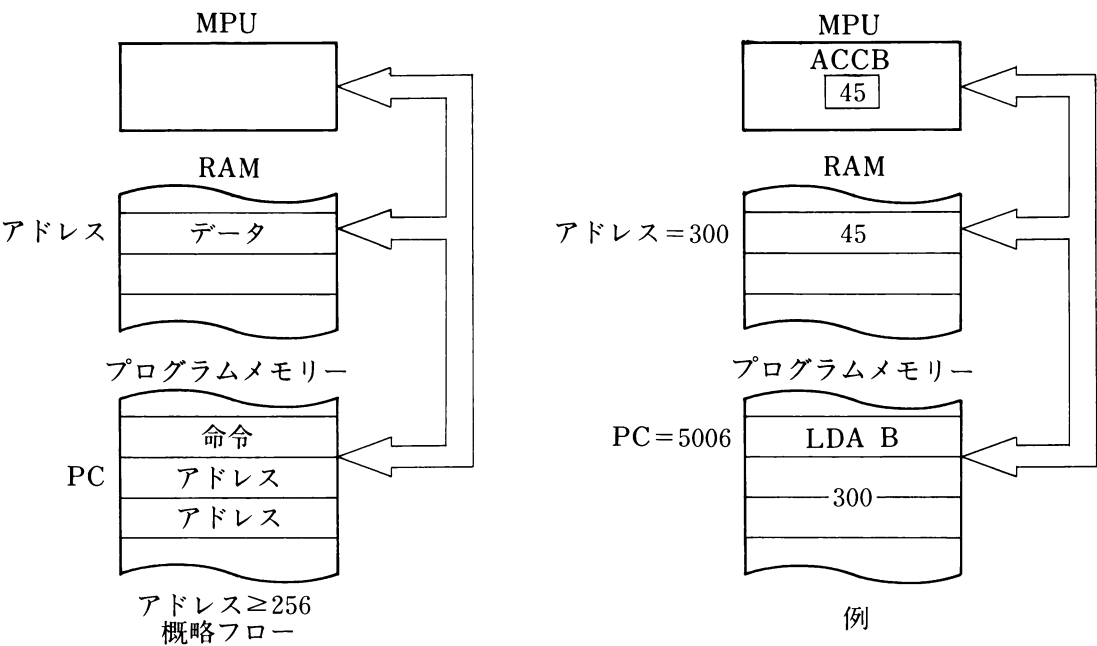 MPU
RAM
アドレス
データ
プログラムメモリー
命令
PC
アドレス
アドレス
アドレス≥256
概略フロー
MPU
ACCB
45
RAM
アドレス=300
45
プログラムメモリー
PC=5006
LDA B
300
例